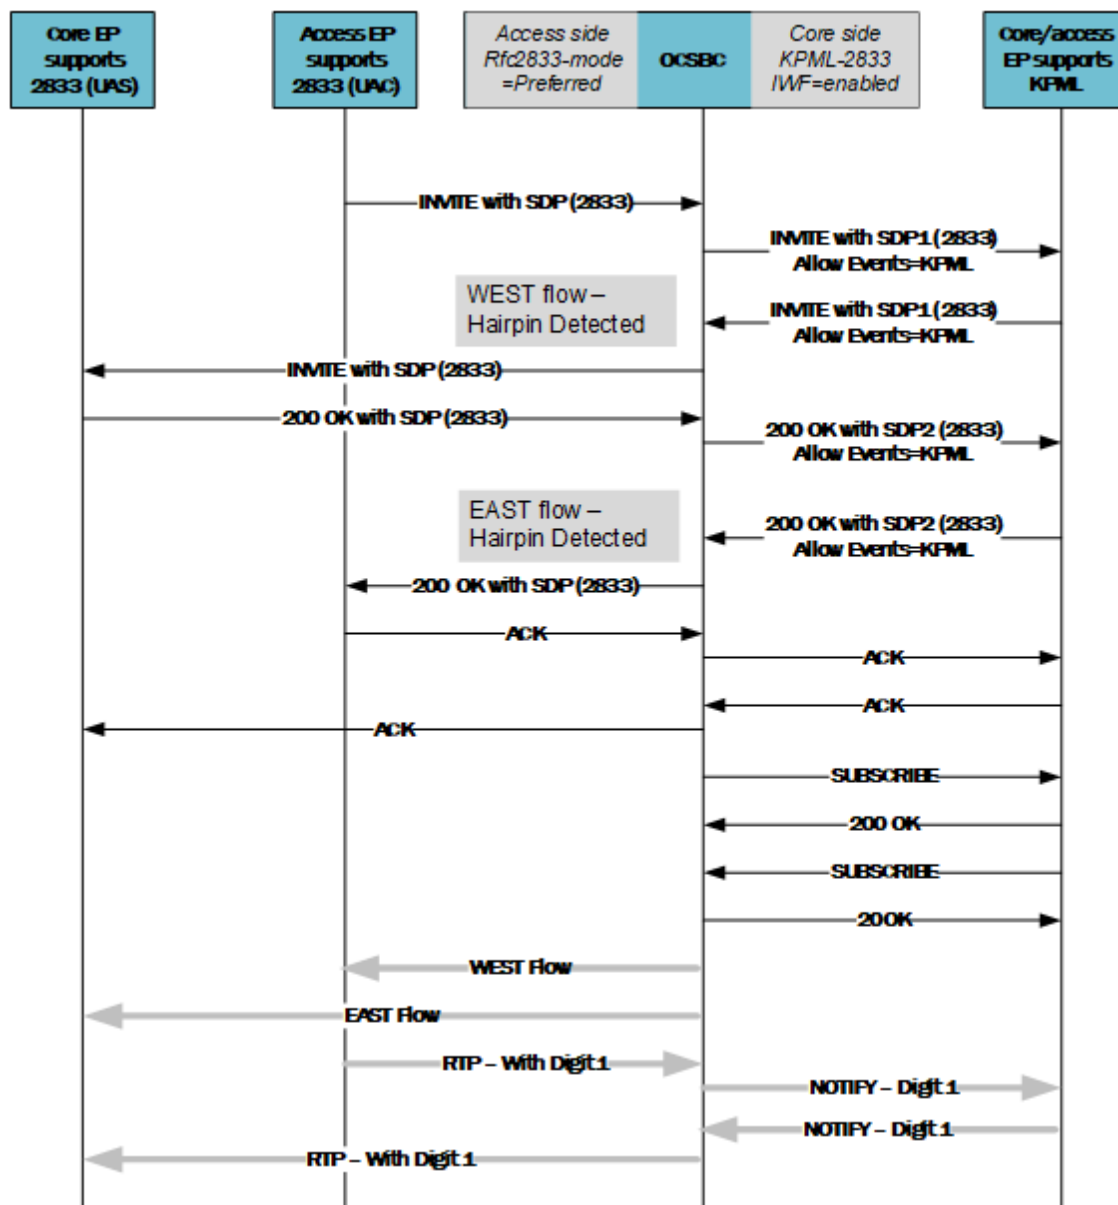 Core EP
supports
2833 (UAS)
Access EP
supports
2833 (UAC)
Access side
Rfc2833-mode
=Preferred
OCSBC
Core side
KPML-2833
IWF=enabled
Core/access
EP supports
KPML
INVITE with SDP (2833)
INVITE with SDP1 (2833)
Allow Events=KPML
WEST flow –
Hairpin Detected
INVITE with SDP1 (2833)
Allow Events=KPML
INVITE with SDP (2833)
200 OK with SDP (2833)
200 OK with SDP2 (2833)
Allow Events=KPML
EAST flow –
Hairpin Detected
200 OK with SDP2 (2833)
Allow Events=KPML
200 OK with SDP (2833)
ACK
ACK
ACK
ACK
SUBSCRIBE
200 OK
SUBSCRIBE
20OK
WEST Flow
EAST Flow
RTP – With Digit 1
NOTIFY – Digit 1
NOTIFY – Digit 1
RTP – With Digit 1